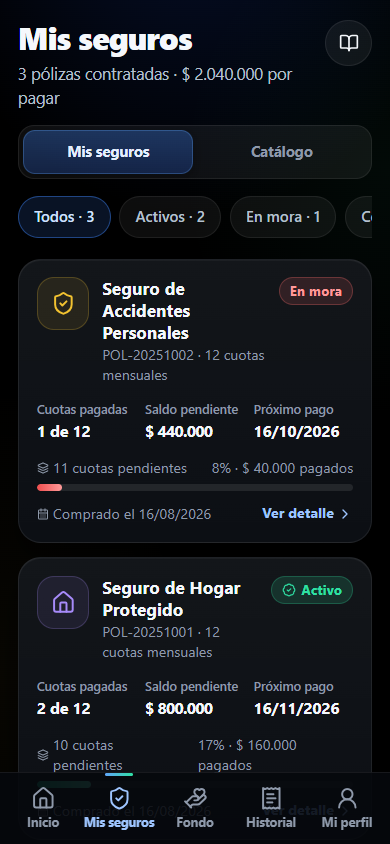 Mis seguros
3 pólizas contratadas · $ 2.040.000 por
pagar
Mis seguros
Catálogo
Todos · 3
Activos · 2
En mora · 1
Seguro de
Accidentes
Personales
En mora
POL-20251002 · 12 cuotas
mensuales
Cuotas pagadas
Saldo pendiente
Próximo pago
1 de 12
$ 440.000
16/10/2026
11 cuotas pendientes
8% · $ 40.000 pagados
Comprado el 16/08/2026
Ver detalle
Seguro de Hogar
Protegido
Activo
POL-20251001 · 12
cuotas mensuales
Cuotas pagadas
Saldo pendiente
Próximo pago
2 de 12
$ 800.000
16/11/2026
10 cuotas
pendientes
17% · $ 160.000
pagados
Ver detalle
Inicio
Mis seguros
Fondo
Historial
Mi perfil